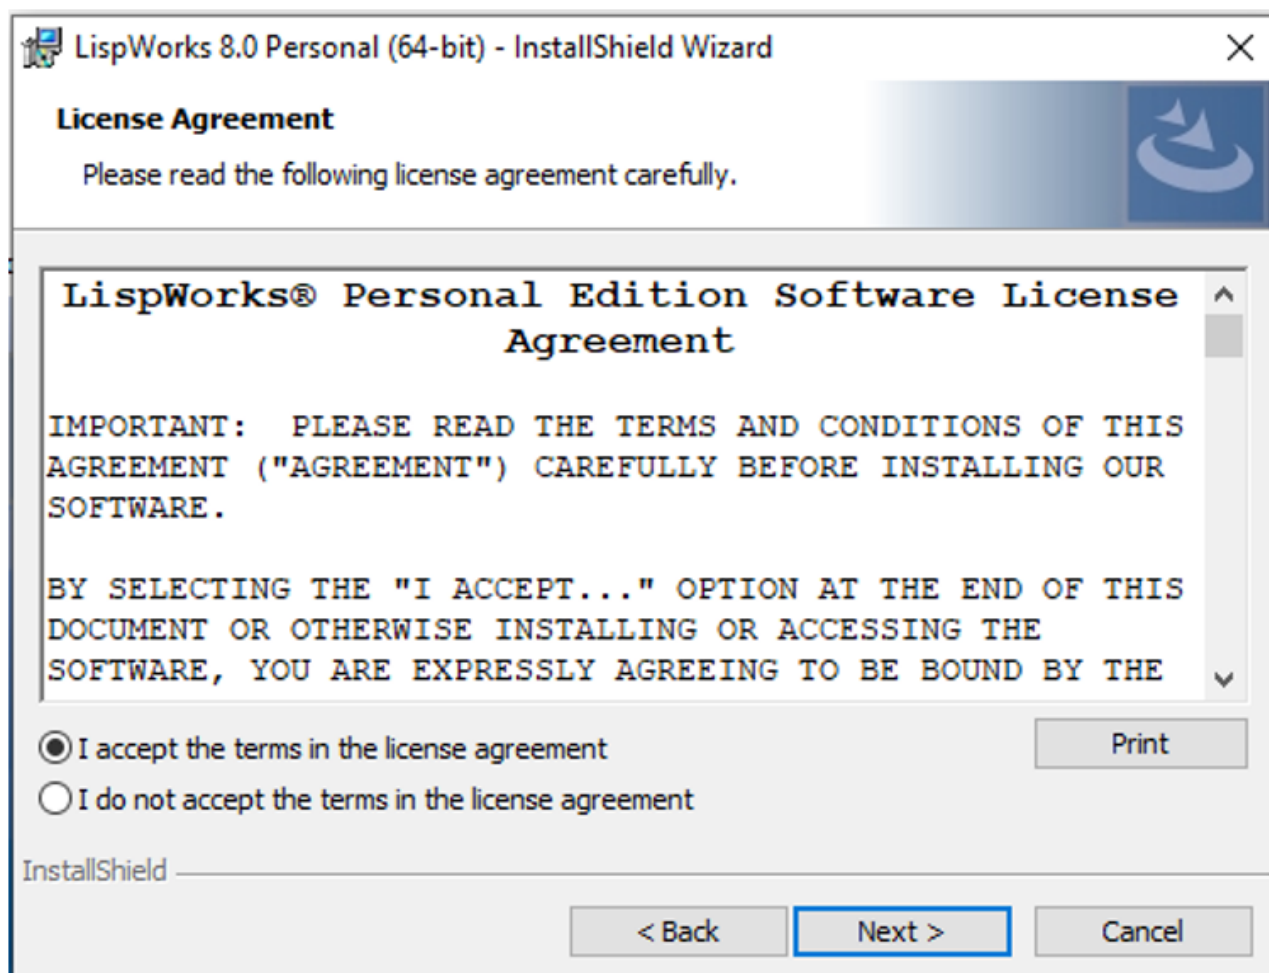 LispWorks 8.0 Personal (64-bit) - InstallShield Wizard
License Agreement
Please read the following license agreement carefully.
LispWorks® Personal Edition Software License
Agreement
IMPORTANT:  PLEASE READ THE TERMS AND CONDITIONS OF THIS
AGREEMENT ("AGREEMENT") CAREFULLY BEFORE INSTALLING OUR
SOFTWARE.
BY SELECTING THE "I ACCEPT..." OPTION AT THE END OF THIS
DOCUMENT OR OTHERWISE INSTALLING OR ACCESSING THE
SOFTWARE, YOU ARE EXPRESSLY AGREEING TO BE BOUND BY THE
I accept the terms in the license agreement
Print
I do not accept the terms in the license agreement
InstallShield
< Back
Next >
Cancel